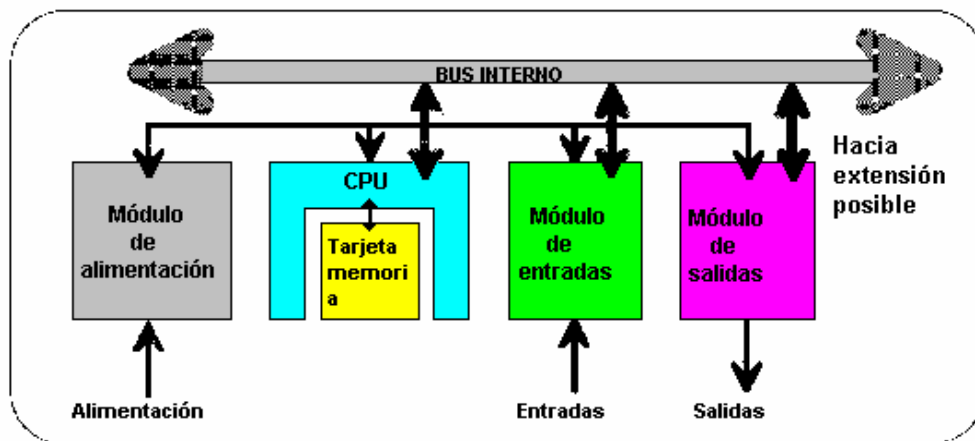 BUS INTERNO
Hacia
extensión
posible
CPU
Módulo
de
alimentación
Tarjeta
memori
a
Módulo
de
entradas
Módulo
de
salidas
Alimentación
Entradas
Salidas